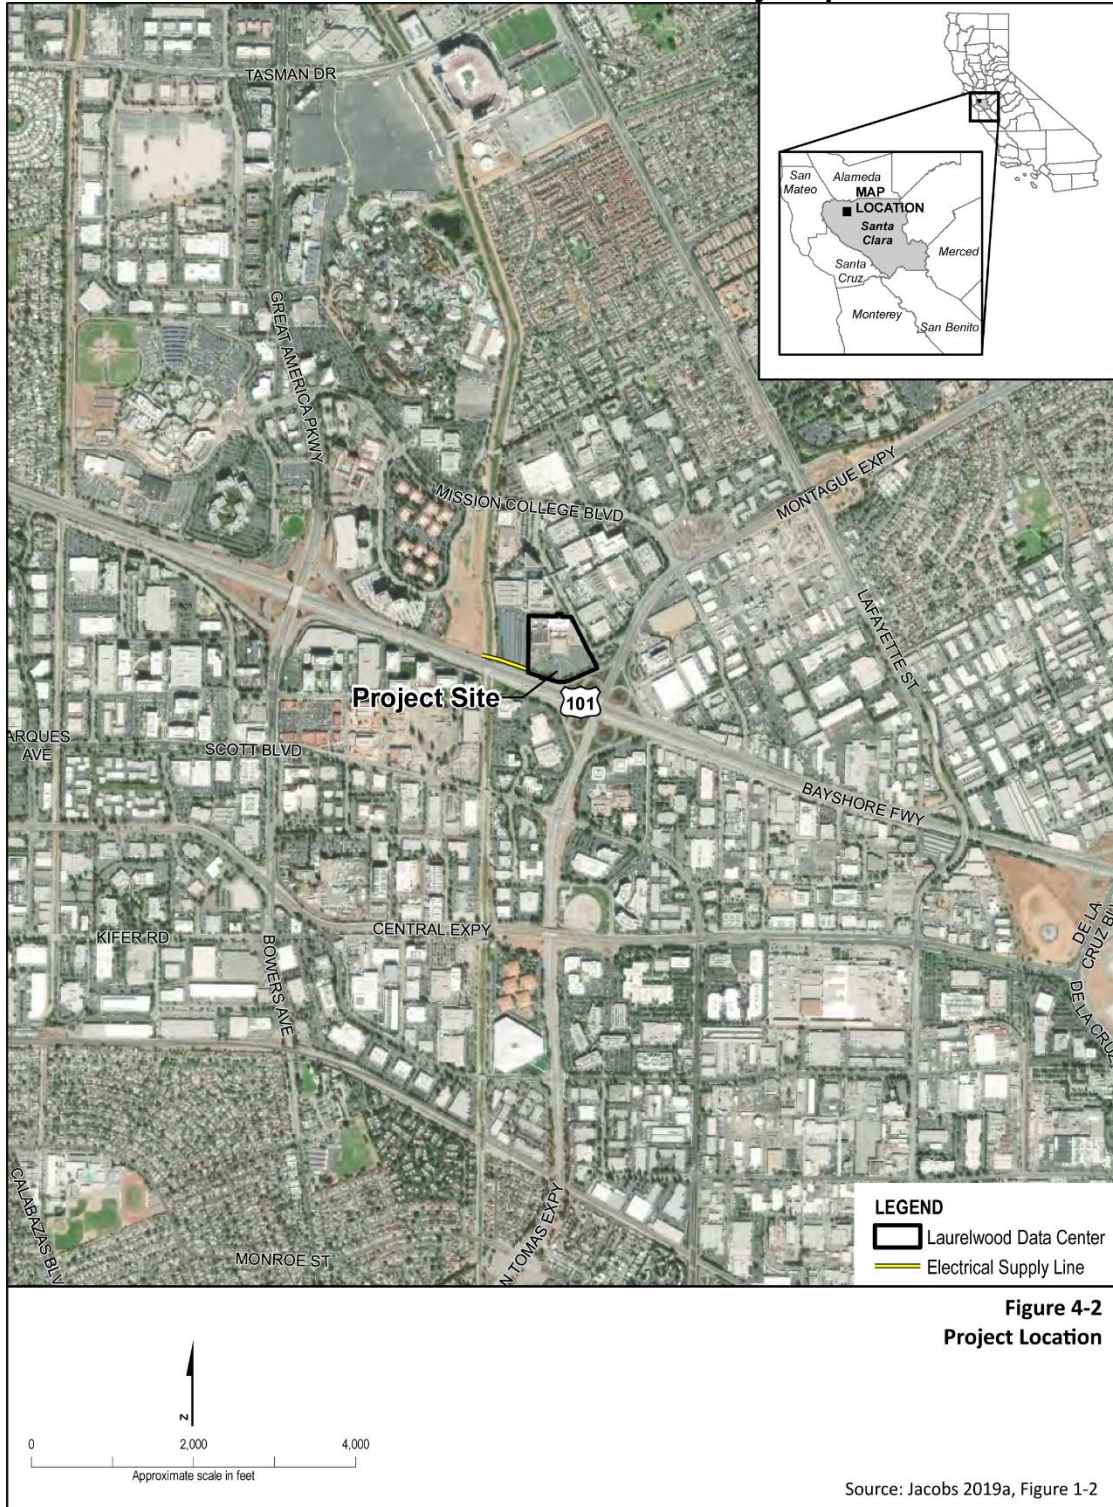 TASMAN DR
San
Mateo
Alameda
MAP
LOCATION
Santa
Clara
Merced
Santa
Cruz
Monterey
San Benito
GREAT AMERICA PKWY
MISSION COLLEGE BLVD
MONTAGUE EXPY
LAFAYETTE ST
Project Site
101
ARQUES
AVE
SCOTT BLVD
BAYSHORE FWY
CENTRAL EXPY
KIFER RD
BOWERS AVE
DE LA
CRUZ BL
DE LA CRUZ
CALABAZAS BLV
MONROE ST
N TOMAS EXPY
LEGEND
Laurelwood Data Center
Electrical Supply Line
Figure 4-2
Project Location
N
0 2,000 4,000
Approximate scale in feet
Source: Jacobs 2019a, Figure 1-2